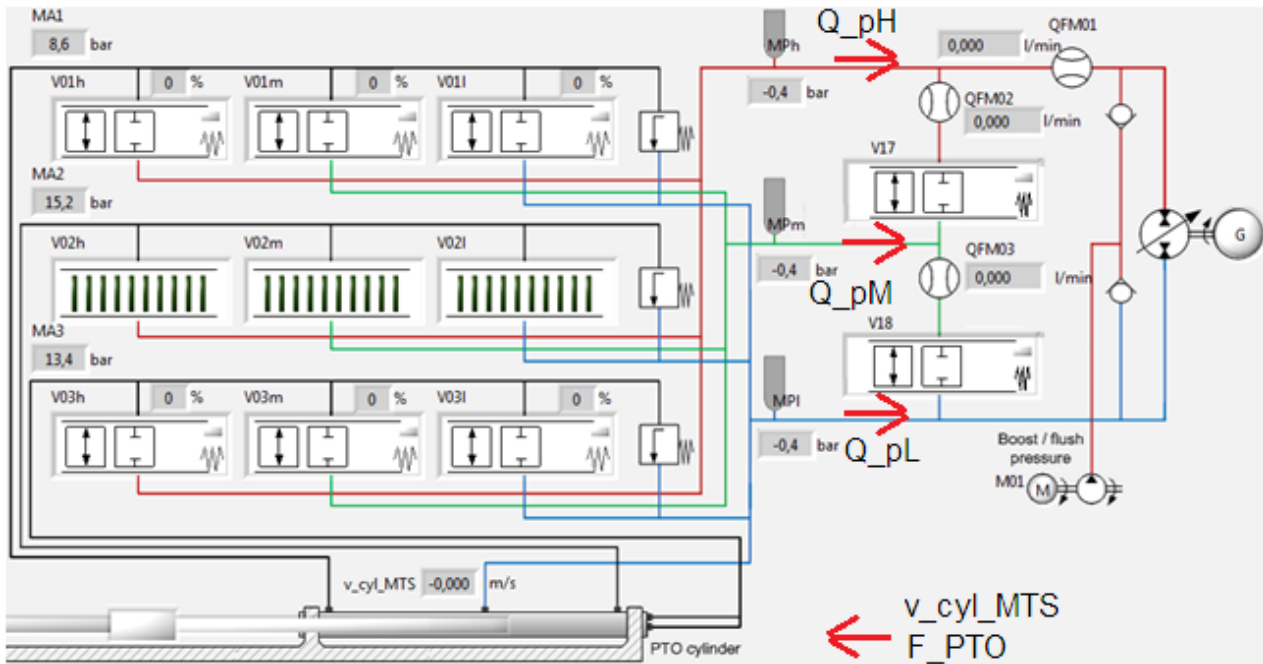 MA1
8,6 bar
V01h 0 % V01m 0 % V01l 0 %
MA2
15,2 bar
V02h V02m V02l
MA3
13,4 bar
V03h 0 % V03m 0 % V03l 0 %
v_cyl_MTS -0,000 m/s
PTO cylinder
Q_pH
MPh
-0,4 bar
QFM01
0,000 l/min
QFM02
0,000 l/min
V17
MPm
-0,4 bar
Q_pM
QFM03
0,000 l/min
V18
MPl
-0,4 bar
Q_pL
G
Boost / flush
pressure
M01 M
v_cyl_MTS
F_PTO